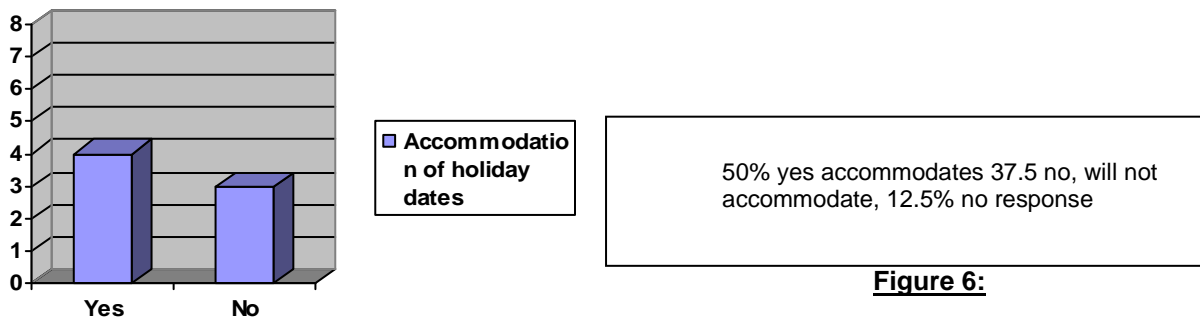 8
7
6
5
4
3
2
1
0
Yes No
Accommodatio
n of holiday
dates
50% yes accommodates 37.5 no, will not
accommodate, 12.5% no response
Figure 6: